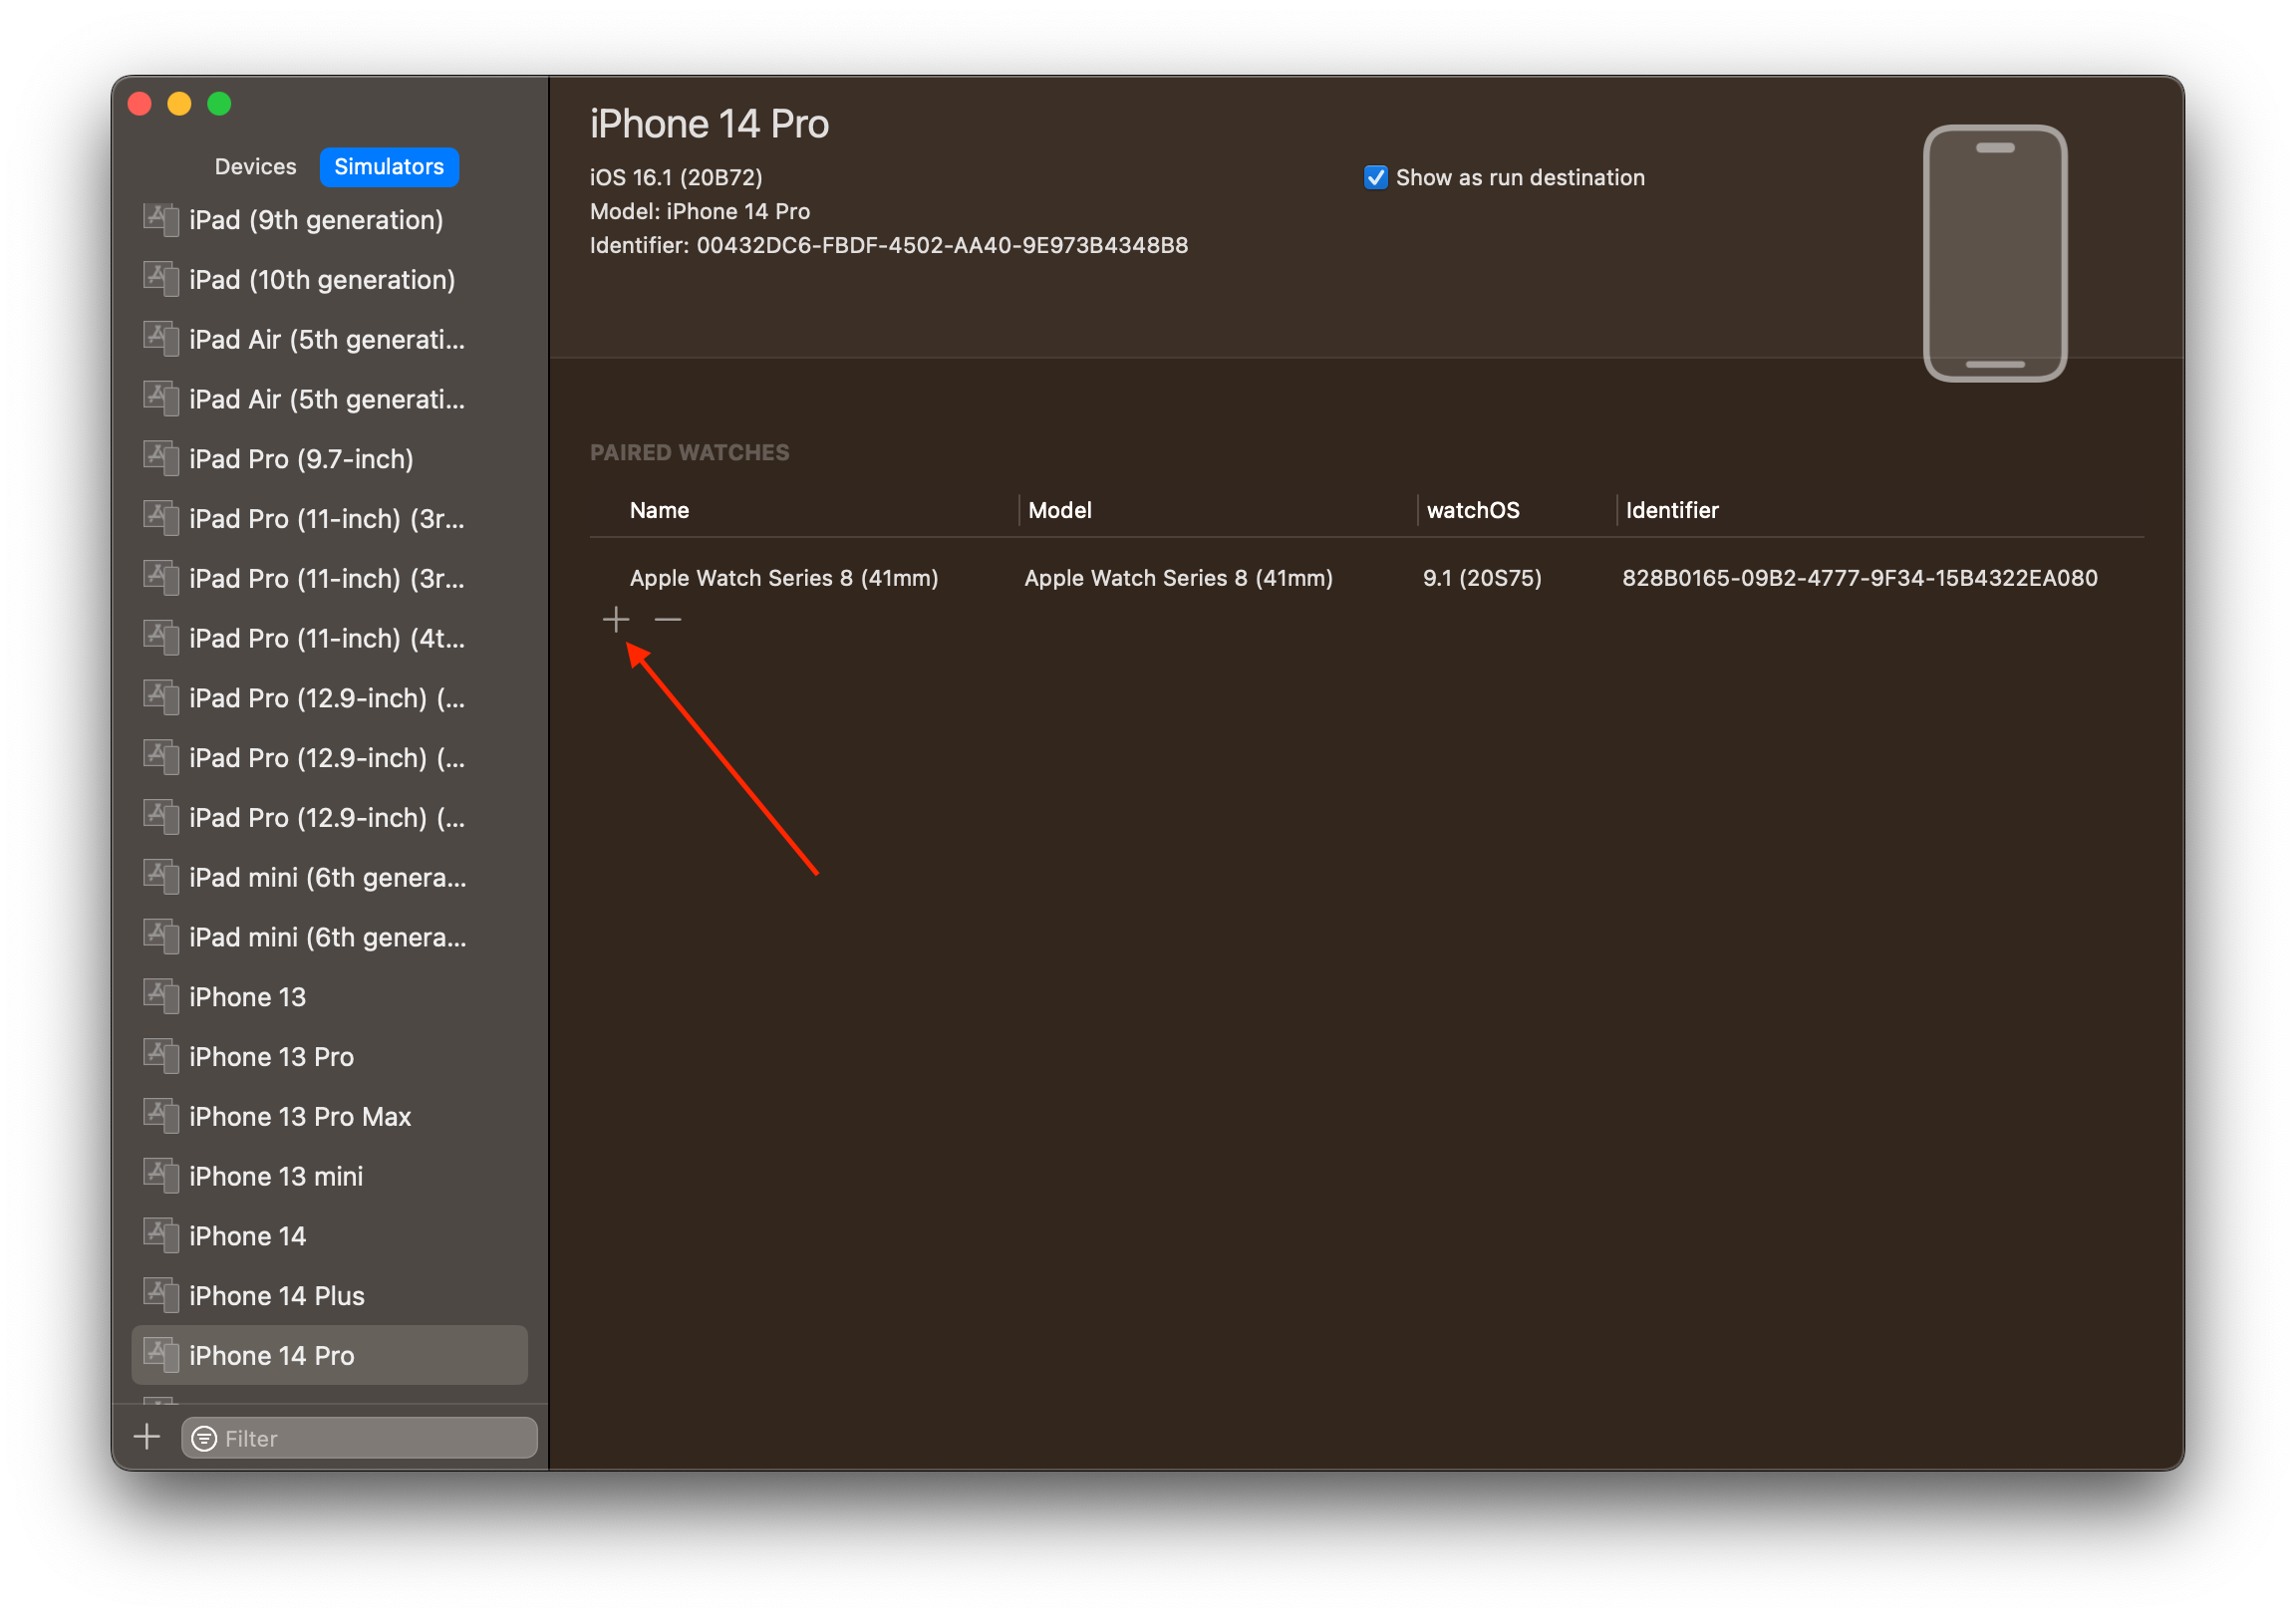 Devices Simulators
iPad (9th generation)
iPad (10th generation)
iPad Air (5th generati...
iPad Air (5th generati...
iPad Pro (9.7-inch)
iPad Pro (11-inch) (3r...
iPad Pro (11-inch) (3r...
iPad Pro (11-inch) (4t...
iPad Pro (12.9-inch) (...
iPad Pro (12.9-inch) (...
iPad Pro (12.9-inch) (...
iPad mini (6th genera...
iPad mini (6th genera...
iPhone 13
iPhone 13 Pro
iPhone 13 Pro Max
iPhone 13 mini
iPhone 14
iPhone 14 Plus
iPhone 14 Pro
Filter
iPhone 14 Pro
iOS 16.1 (20B72)
Model: iPhone 14 Pro
Identifier: 00432DC6-FBDF-4502-AA40-9E973B4348B8
Show as run destination
PAIRED WATCHES
Name Model watchOS Identifier
Apple Watch Series 8 (41mm) Apple Watch Series 8 (41mm) 9.1 (20S75) 828B0165-09B2-4777-9F34-15B4322EA080